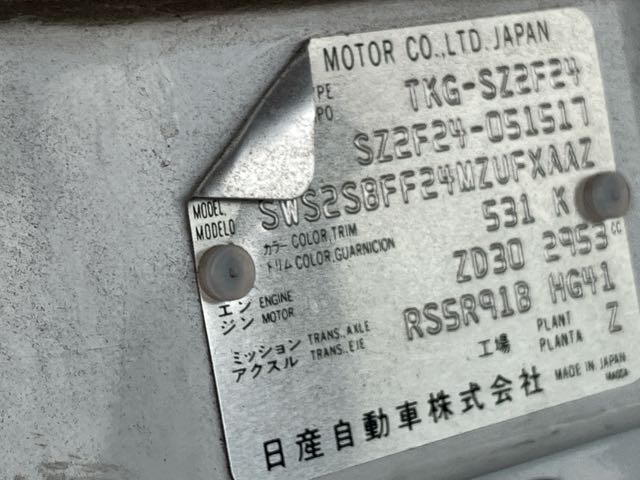 MOTOR CO.,LTD. JAPAN
PE TKG-SZ2F24
PO
SZ2F24-051517
MODEL, SWS2S8FF24MZUFXAAZ
MODELO
カラー COLOR,TRIM 531 K
トリム COLOR,GUARNICION
エン ENGINE ZD30 2953cc
ジン MOTOR
ミッション TRANS.,AXLE RS5R918 HG41
アクスル TRANS.,EJE
工場 PLANT Z
PLANTA
日産自動車株式会社 MADE IN JAPAN